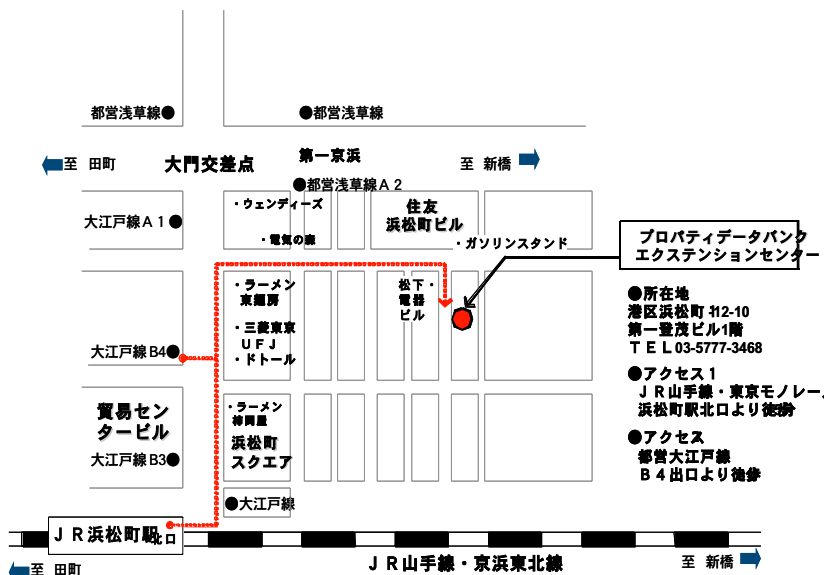 都営浅草線●
●都営浅草線
至 田町
大門交差点
第一京浜
至 新橋
●都営浅草線A2
大江戸線A1●
・ウェンディーズ
・電気の森
住友
浜松町ビル
・ガソリンスタンド
プロパティデータバンク
エクステンションセンター
・ラーメン
東麺房
・三菱東京
UFJ
・ドトール
松下・
電器
ビル
大江戸線B4●
●所在地
港区浜松町
12-10
第一登茂ビル1階
TEL03-5777-3468
●アクセス1
JR山手線・東京モノレー
浜松町駅北口より徒歩
●アクセス
都営大江戸線
B4出口より徒歩
貿易セン
タービル
大江戸線B3●
・ラーメン
浜松町
スクエア
●大江戸線
JR浜松町駅
北口
至 田町
JR山手線・京浜東北線
至 新橋